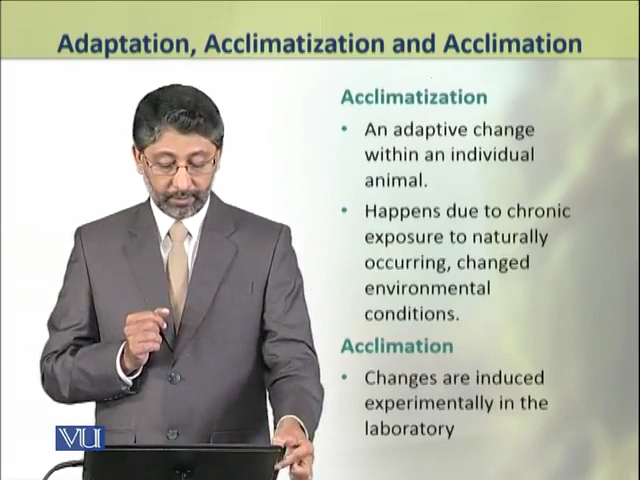 Adaptation, Acclimatization and Acclimation
Acclimatization
• An adaptive change
within an individual
animal.
• Happens due to chronic
exposure to naturally
occurring, changed
environmental
conditions.
Acclimation
• Changes are induced
experimentally in the
laboratory
VU